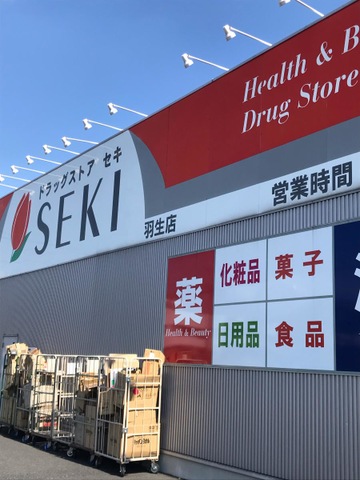 Health & Be
Drug Store
ドラッグストア セキ
SEKI
羽生店
営業時間
薬
Health & Beauty
化粧品
菓子
日用品
食品